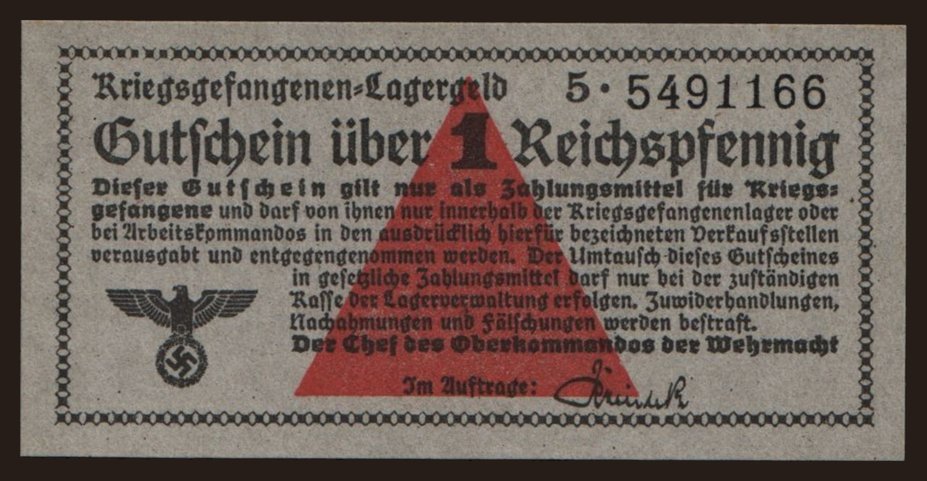 Kriegsgefangenen-Lagergeld 5 · 5491166
Gutschein über 1 Reichspfennig
Dieser Gutschein gilt nur als Zahlungsmittel für Kriegs-
gefangene und darf von ihnen nur innerhalb der Kriegsgefangenenlager oder
bei Arbeitskommandos in den ausdrücklich hierfür bezeichneten Verkaufsstellen
verausgabt und entgegengenommen werden. Der Umtausch dieses Gutscheines
in gesetzliche Zahlungsmittel darf nur bei der zuständigen
Kasse der Lagerverwaltung erfolgen. Zuwiderhandlungen,
Nachahmungen und Fälschungen werden bestraft.
Der Chef des Oberkommandos der Wehrmacht
Im Auftrage: